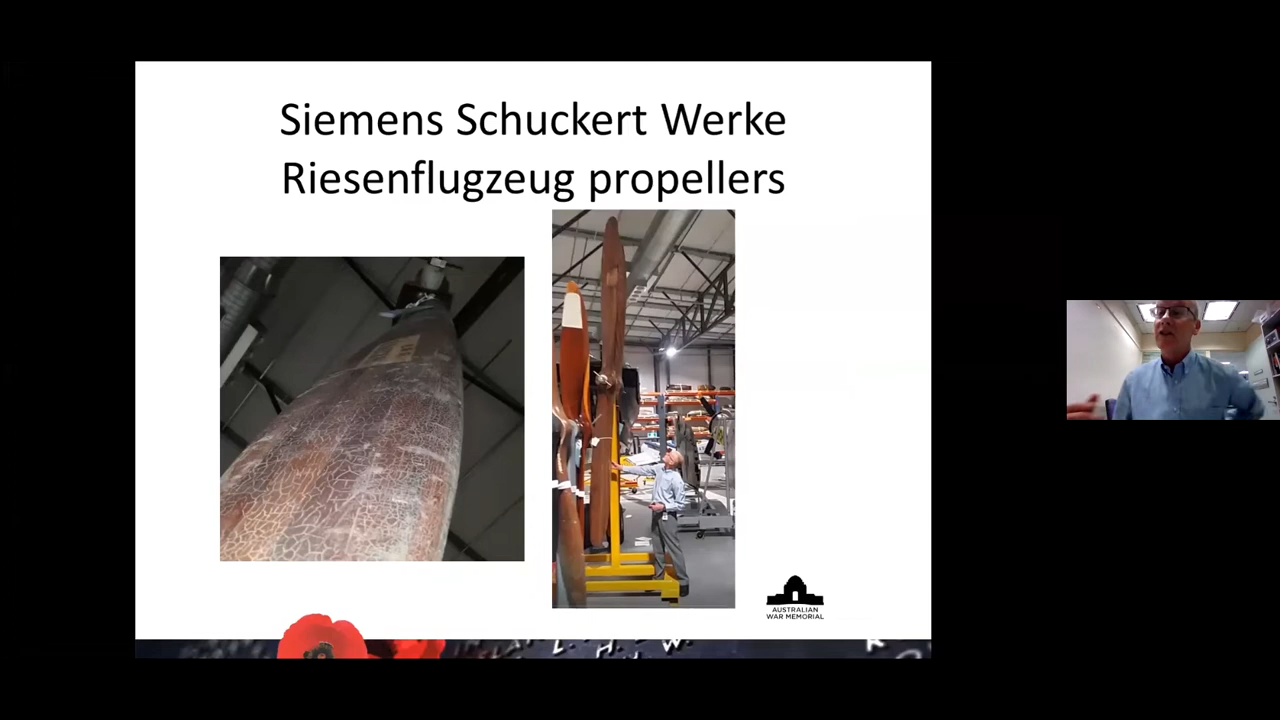 Siemens Schuckert Werke
Riesenflugzeug propellers
AUSTRALIAN
WAR MEMORIAL
L. H.
W.